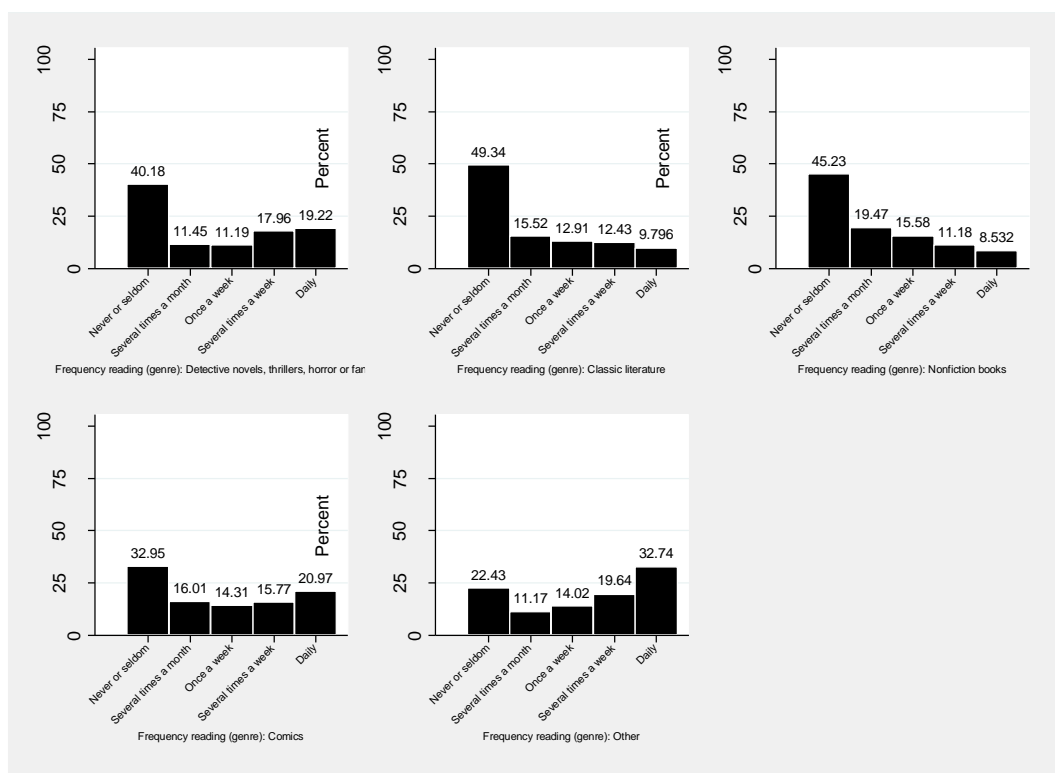 100
75
50
25
0
Percent
40.18
11.45
11.19
17.96
19.22
Never or seldom
Several times a month
Once a week
Several times a week
Daily
Frequency reading (genre): Detective novels, thrillers, horror or fan
100
75
50
25
0
Percent
49.34
15.52
12.91
12.43
9.796
Never or seldom
Several times a month
Once a week
Several times a week
Daily
Frequency reading (genre): Classic literature
100
75
50
25
0
45.23
19.47
15.58
11.18
8.532
Never or seldom
Several times a month
Once a week
Several times a week
Daily
Frequency reading (genre): Nonfiction books
100
75
50
25
0
Percent
32.95
16.01
14.31
15.77
20.97
Never or seldom
Several times a month
Once a week
Several times a week
Daily
Frequency reading (genre): Comics
100
75
50
25
0
22.43
11.17
14.02
19.64
32.74
Never or seldom
Several times a month
Once a week
Several times a week
Daily
Frequency reading (genre): Other